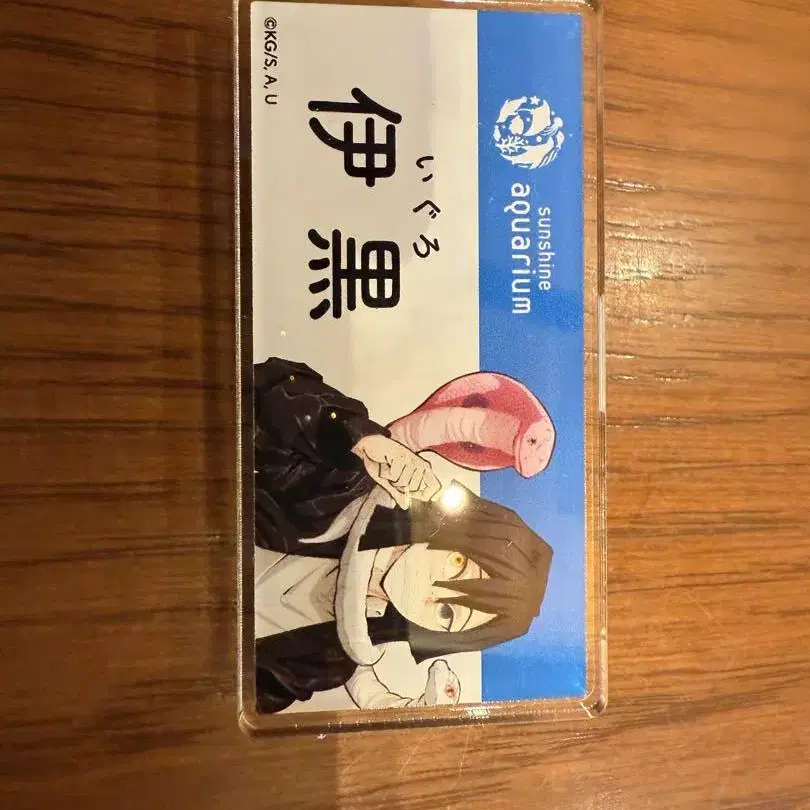 sunshine
aquarium
いぐろ
伊黒
©KG/S, A, U